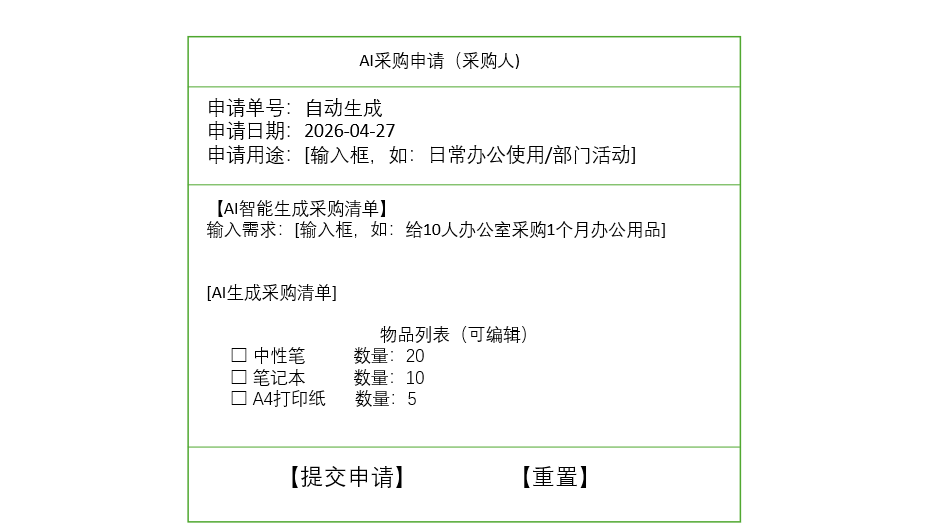 AI采购申请（采购人)
申请单号：自动生成
申请日期：2026-04-27
申请用途：[输入框，如：日常办公使用/部门活动]
【AI智能生成采购清单】
输入需求：[输入框，如：给10人办公室采购1个月办公用品]
[AI生成采购清单]
物品列表（可编辑）
☐ 中性笔 数量：20
☐ 笔记本 数量：10
☐ A4打印纸 数量：5
【提交申请】 【重置】